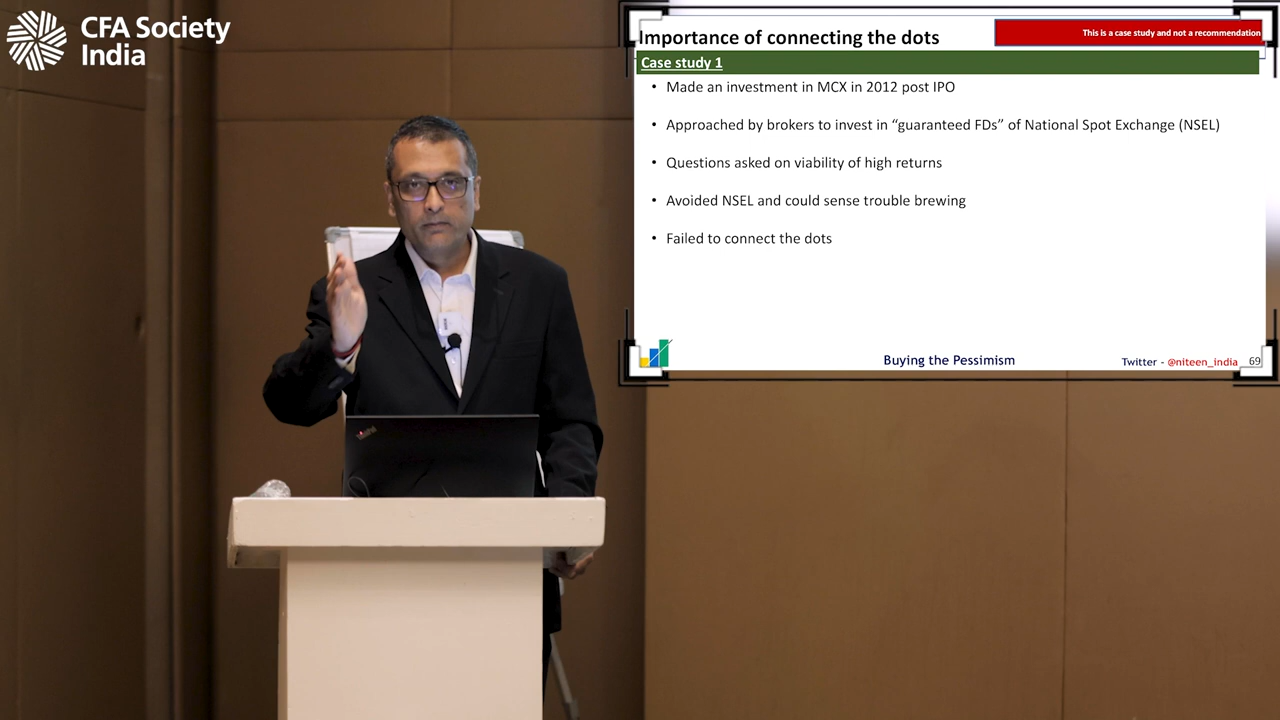 CFA Society
India
Importance of connecting the dots
This is a case study and not a recommendation
Case study 1
• Made an investment in MCX in 2012 post IPO
• Approached by brokers to invest in “guaranteed FDs” of National Spot Exchange (NSEL)
• Questions asked on viability of high returns
• Avoided NSEL and could sense trouble brewing
• Failed to connect the dots
Buying the Pessimism
Twitter - @niteen_india
69